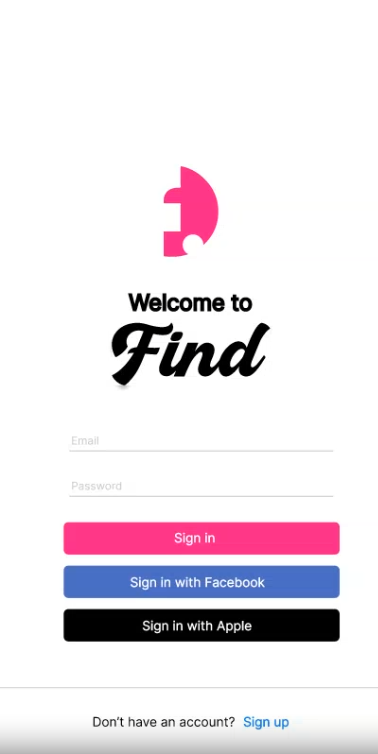 Welcome to
Find
Email
Password
Sign in
Sign in with Facebook
Sign in with Apple
Don't have an account? Sign up